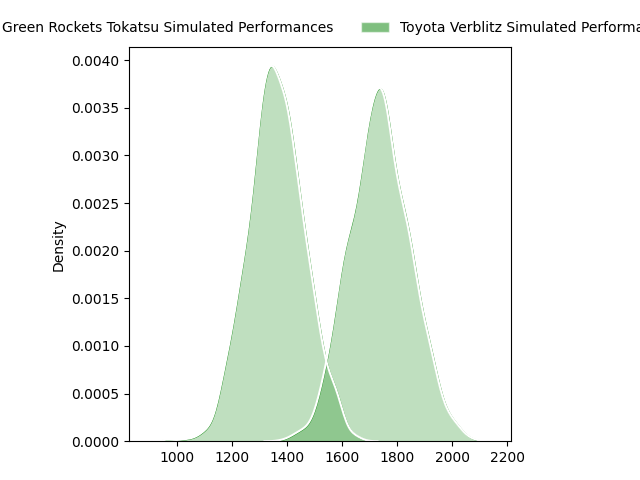 Green Rockets Tokatsu Simulated Performances
Toyota Verblitz Simulated Performa
0.0040
0.0035
0.0030
0.0025
0.0020
0.0015
0.0010
0.0005
0.0000
Density
1000 1200 1400 1600 1800 2000 2200